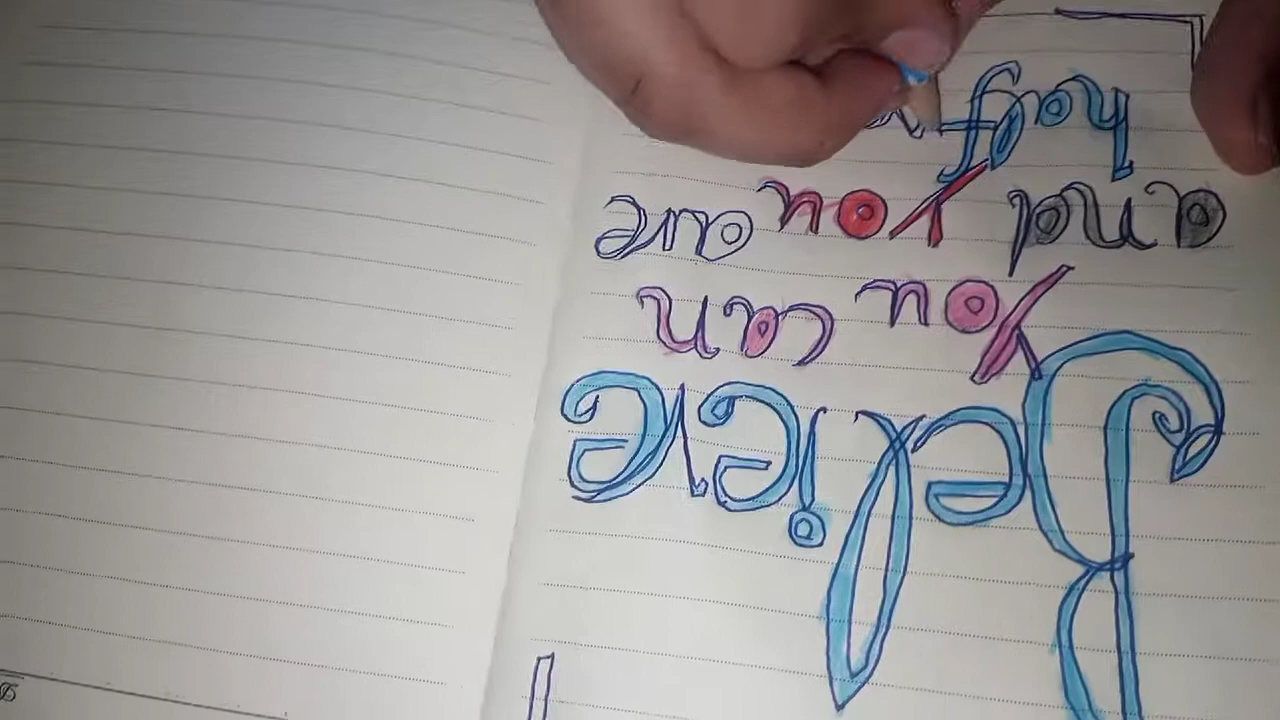 Believe
you can
and you are
half